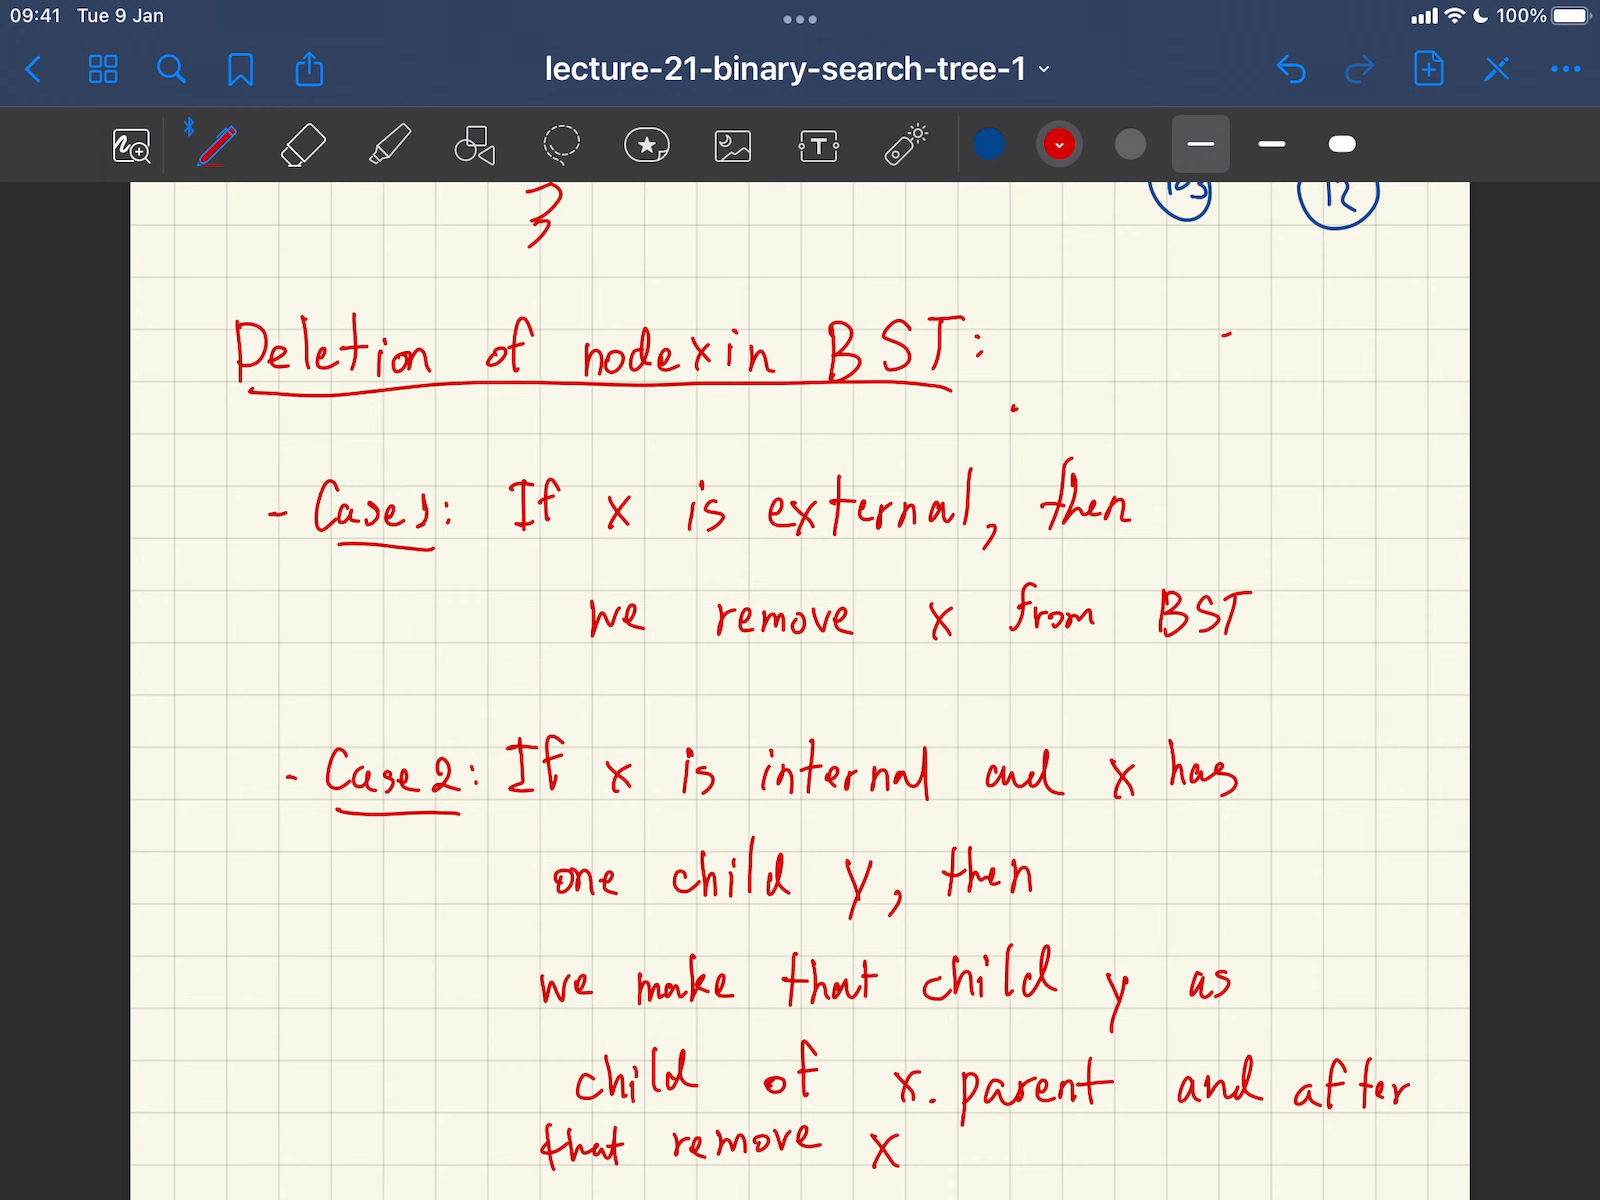 09:41 Tue 9 Jan
100%
lecture-21-binary-search-tree-1
T
3
12
Deletion of node x in BST:
- Case 1: If x is external, then
we remove x from BST
- Case 2: If x is internal and x has
one child y, then
we make that child y as
child of x. parent and after
that remove x